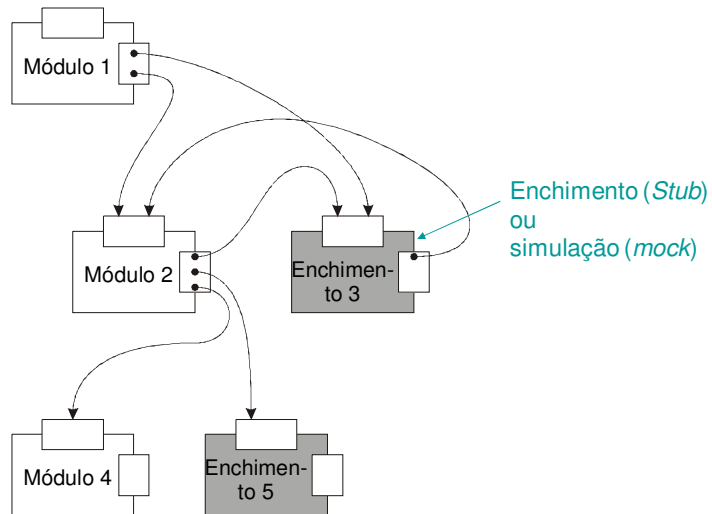 Módulo 1
Enchimento (Stub)
ou
simulação (mock)
Módulo 2
Enchimen-
to 3
Módulo 4
Enchimen-
to 5